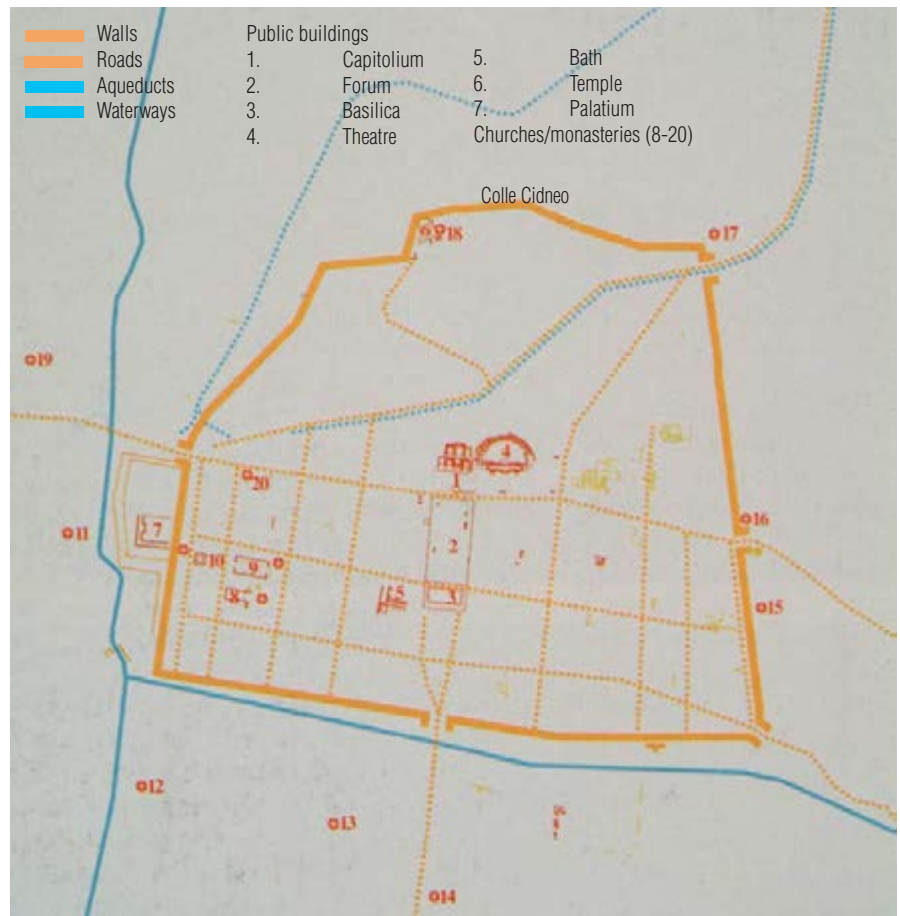 Walls
Roads
Aqueducts
Waterways
Public buildings
1. Capitolium
2. Forum
3. Basilica
4. Theatre
5. Bath
6. Temple
7. Palatium
Churches/monasteries (8-20)
Colle Cidneo
18
17
19
4
1
20
16
11
7
2
10
9
8
5
3
15
12
13
14